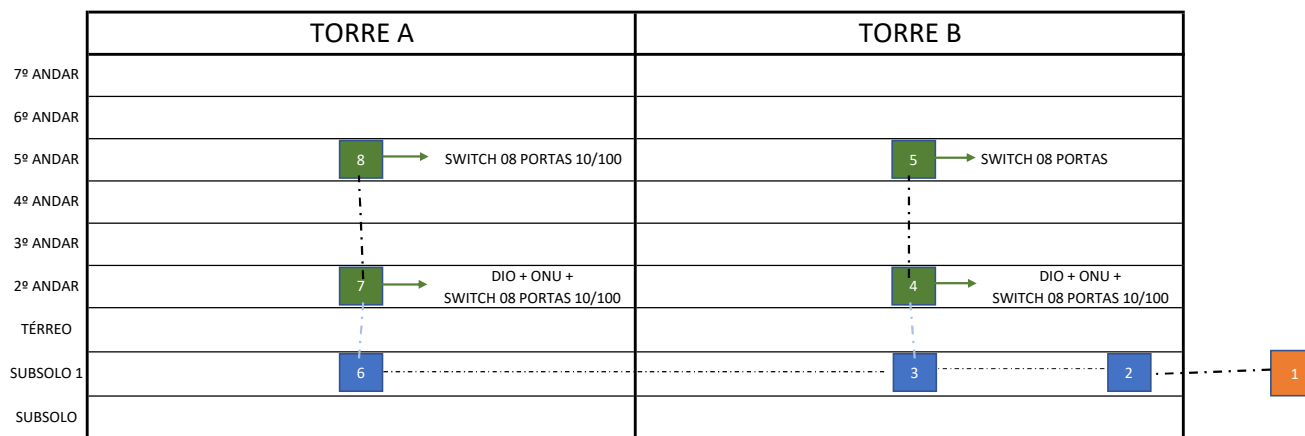 TORRE A
TORRE B
7º ANDAR
6º ANDAR
5º ANDAR
8
SWITCH 08 PORTAS 10/100
5
SWITCH 08 PORTAS
4º ANDAR
3º ANDAR
2º ANDAR
7
DIO + ONU +
SWITCH 08 PORTAS 10/100
4
DIO + ONU +
SWITCH 08 PORTAS 10/100
TÉRREO
SUBSOLO 1
6
3
2
1
SUBSOLO